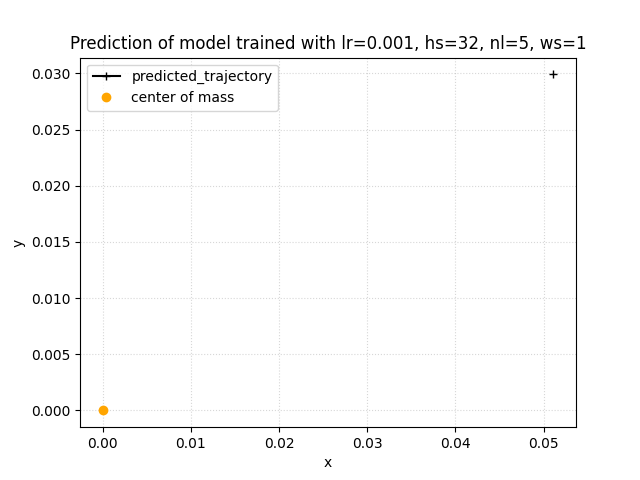 Prediction of model trained with lr=0.001, hs=32, nl=5, ws=1
predicted_trajectory
center of mass
0.030
0.025
0.020
0.015
0.010
0.005
0.000
y
0.00 0.01 0.02 0.03 0.04 0.05
x